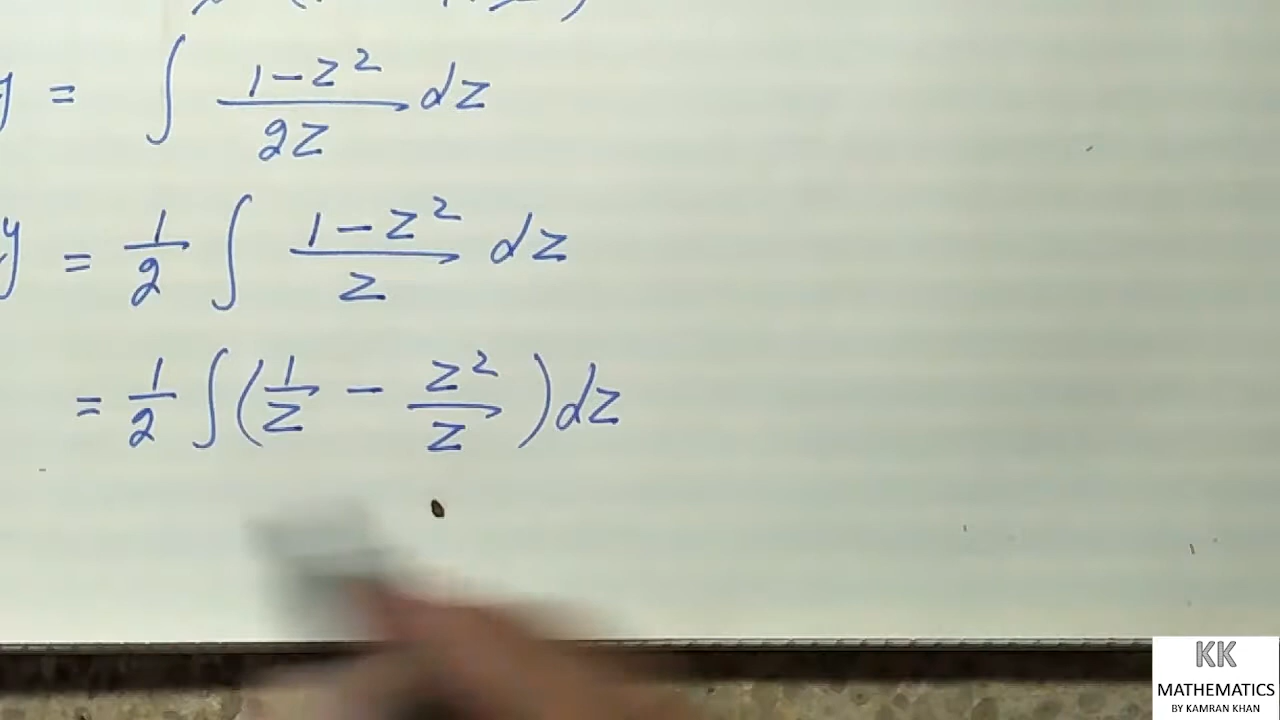 y = ∫ (1-z²)/(2z) dz
y = 1/2 ∫ (1-z²)/z dz
= 1/2 ∫ (1/z - z²/z) dz
KK
MATHEMATICS
BY KAMRAN KHAN